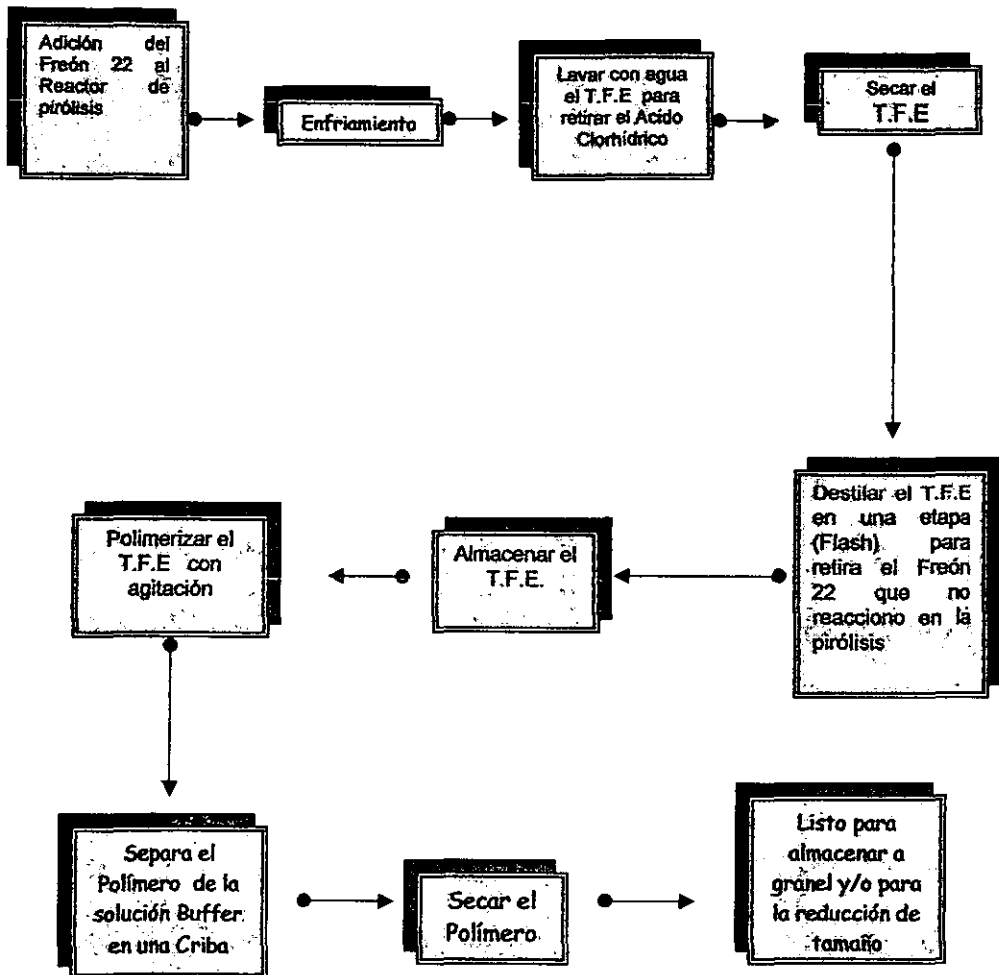 Adición del
Freón 22 al
Reactor de
pirólisis
Enfriamiento
Lavar con agua
el T.F.E para
retirar el Acido
Clorhídrico
Secar el
T.F.E
Destilar el T.F.E
en una etapa
(Flash) para
retira el Freón
22 que no
reacciono en la
pirólisis
Almacenar el
T.F.E.
Polimerizar el
T.F.E con
agitación
Separa el
Polímero de la
solución Buffer
en una Criba
Secar el
Polímero
Listo para
almacenar a
granel y/o para
la reducción de
tamaño